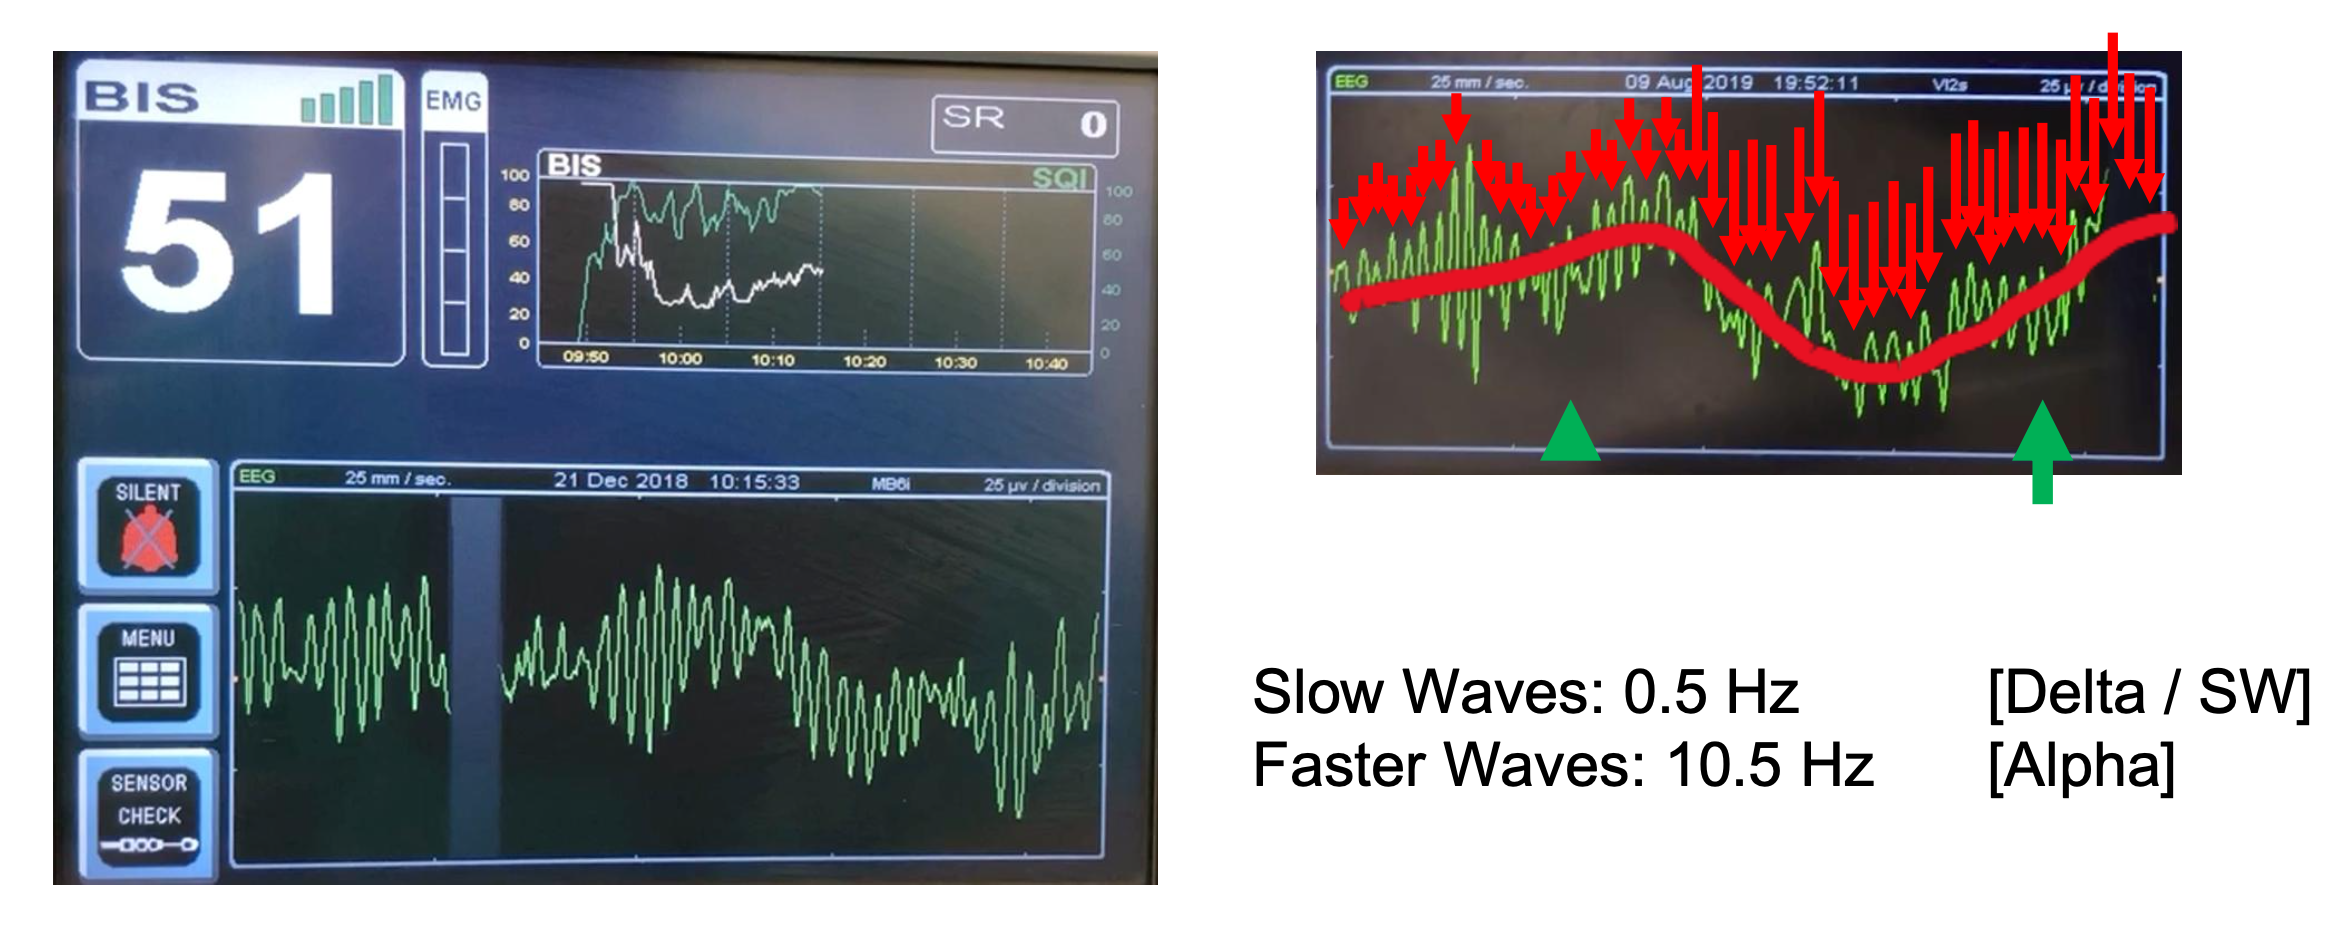 BIS
51
EMG
SR 0
BIS
SQI
100
80
60
40
20
0
100
80
60
40
20
0
09:50 10:00 10:10 10:20 10:30 10:40
SILENT
MENU
SENSOR
CHECK
EEG 25 mm / sec. 21 Dec 2018 10:15:33 MB6i 25 µv / division
EEG 25 mm / sec. 09 Aug 2019 19:52:11 VI2s 25 µv / division
Slow Waves: 0.5 Hz [Delta / SW]
Faster Waves: 10.5 Hz [Alpha]